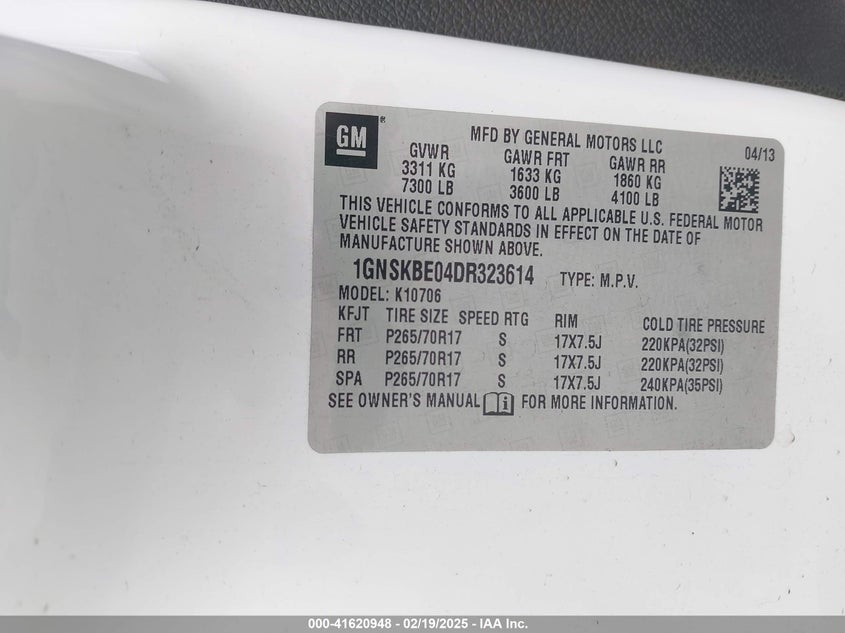 GM®
MFD BY GENERAL MOTORS LLC
04/13
GVWR GAWR FRT GAWR RR
3311 KG 1633 KG 1860 KG
7300 LB 3600 LB 4100 LB
THIS VEHICLE CONFORMS TO ALL APPLICABLE U.S. FEDERAL MOTOR
VEHICLE SAFETY STANDARDS IN EFFECT ON THE DATE OF
MANUFACTURE SHOWN ABOVE.
1GNSKBE04DR323614 TYPE: M.P.V.
MODEL: K10706
KFJT TIRE SIZE SPEED RTG RIM COLD TIRE PRESSURE
FRT P265/70R17 S 17X7.5J 220KPA(32PSI)
RR P265/70R17 S 17X7.5J 220KPA(32PSI)
SPA P265/70R17 S 17X7.5J 240KPA(35PSI)
SEE OWNER'S MANUAL i FOR MORE INFORMATION.
000-41620948 - 02/19/2025 - IAA Inc.